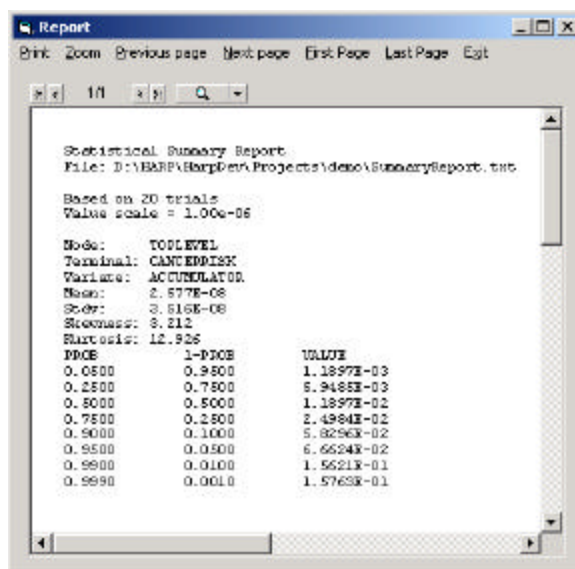 Report
Print Zoom Previous page Next page First Page Last Page Exit
1/1
Statistical Summary Report
File: D:\HARP\HarpDev\Projects\demo\SummaryReport.txt
Based on 20 trials
Value scale = 1.00e-06
Node: TOPLEVEL
Terminal: CANCERRISK
Variate: ACCUMULATOR
Mean: 2.577E-08
Stdv: 3.516E-08
Skewness: 3.212
Kurtosis: 12.926
PROB 1-PROB VALUE
0.0500 0.9500 1.1897E-03
0.2500 0.7500 5.9485E-03
0.5000 0.5000 1.1897E-02
0.7500 0.2500 2.4984E-02
0.9000 0.1000 5.8296E-02
0.9500 0.0500 6.6624E-02
0.9900 0.0100 1.5621E-01
0.9990 0.0010 1.5763E-01